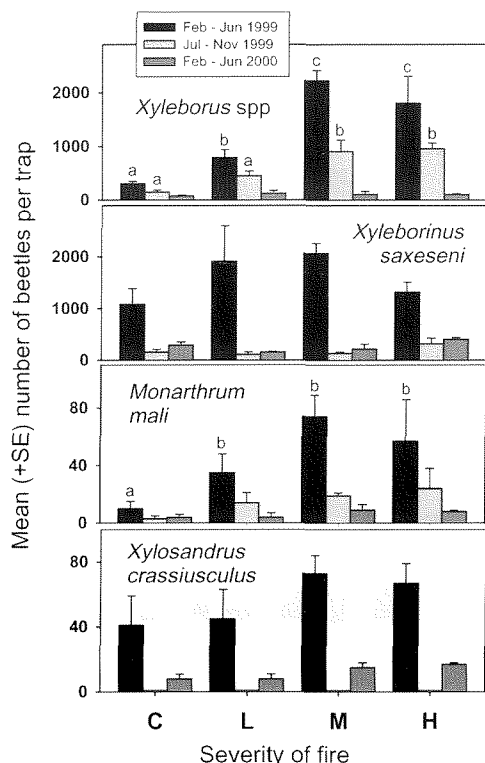 Feb - Jun 1999
Jul - Nov 1999
Feb - Jun 2000
Mean (+SE) number of beetles per trap
Xyleborus spp
2000
1000
0
a
a
b
a
c
b
c
b
Xyleborinus
saxeseni
2000
1000
0
Monarthrum
mali
80
40
0
a
b
b
b
Xylosandrus
crassiusculus
80
40
0
C L M H
Severity of fire